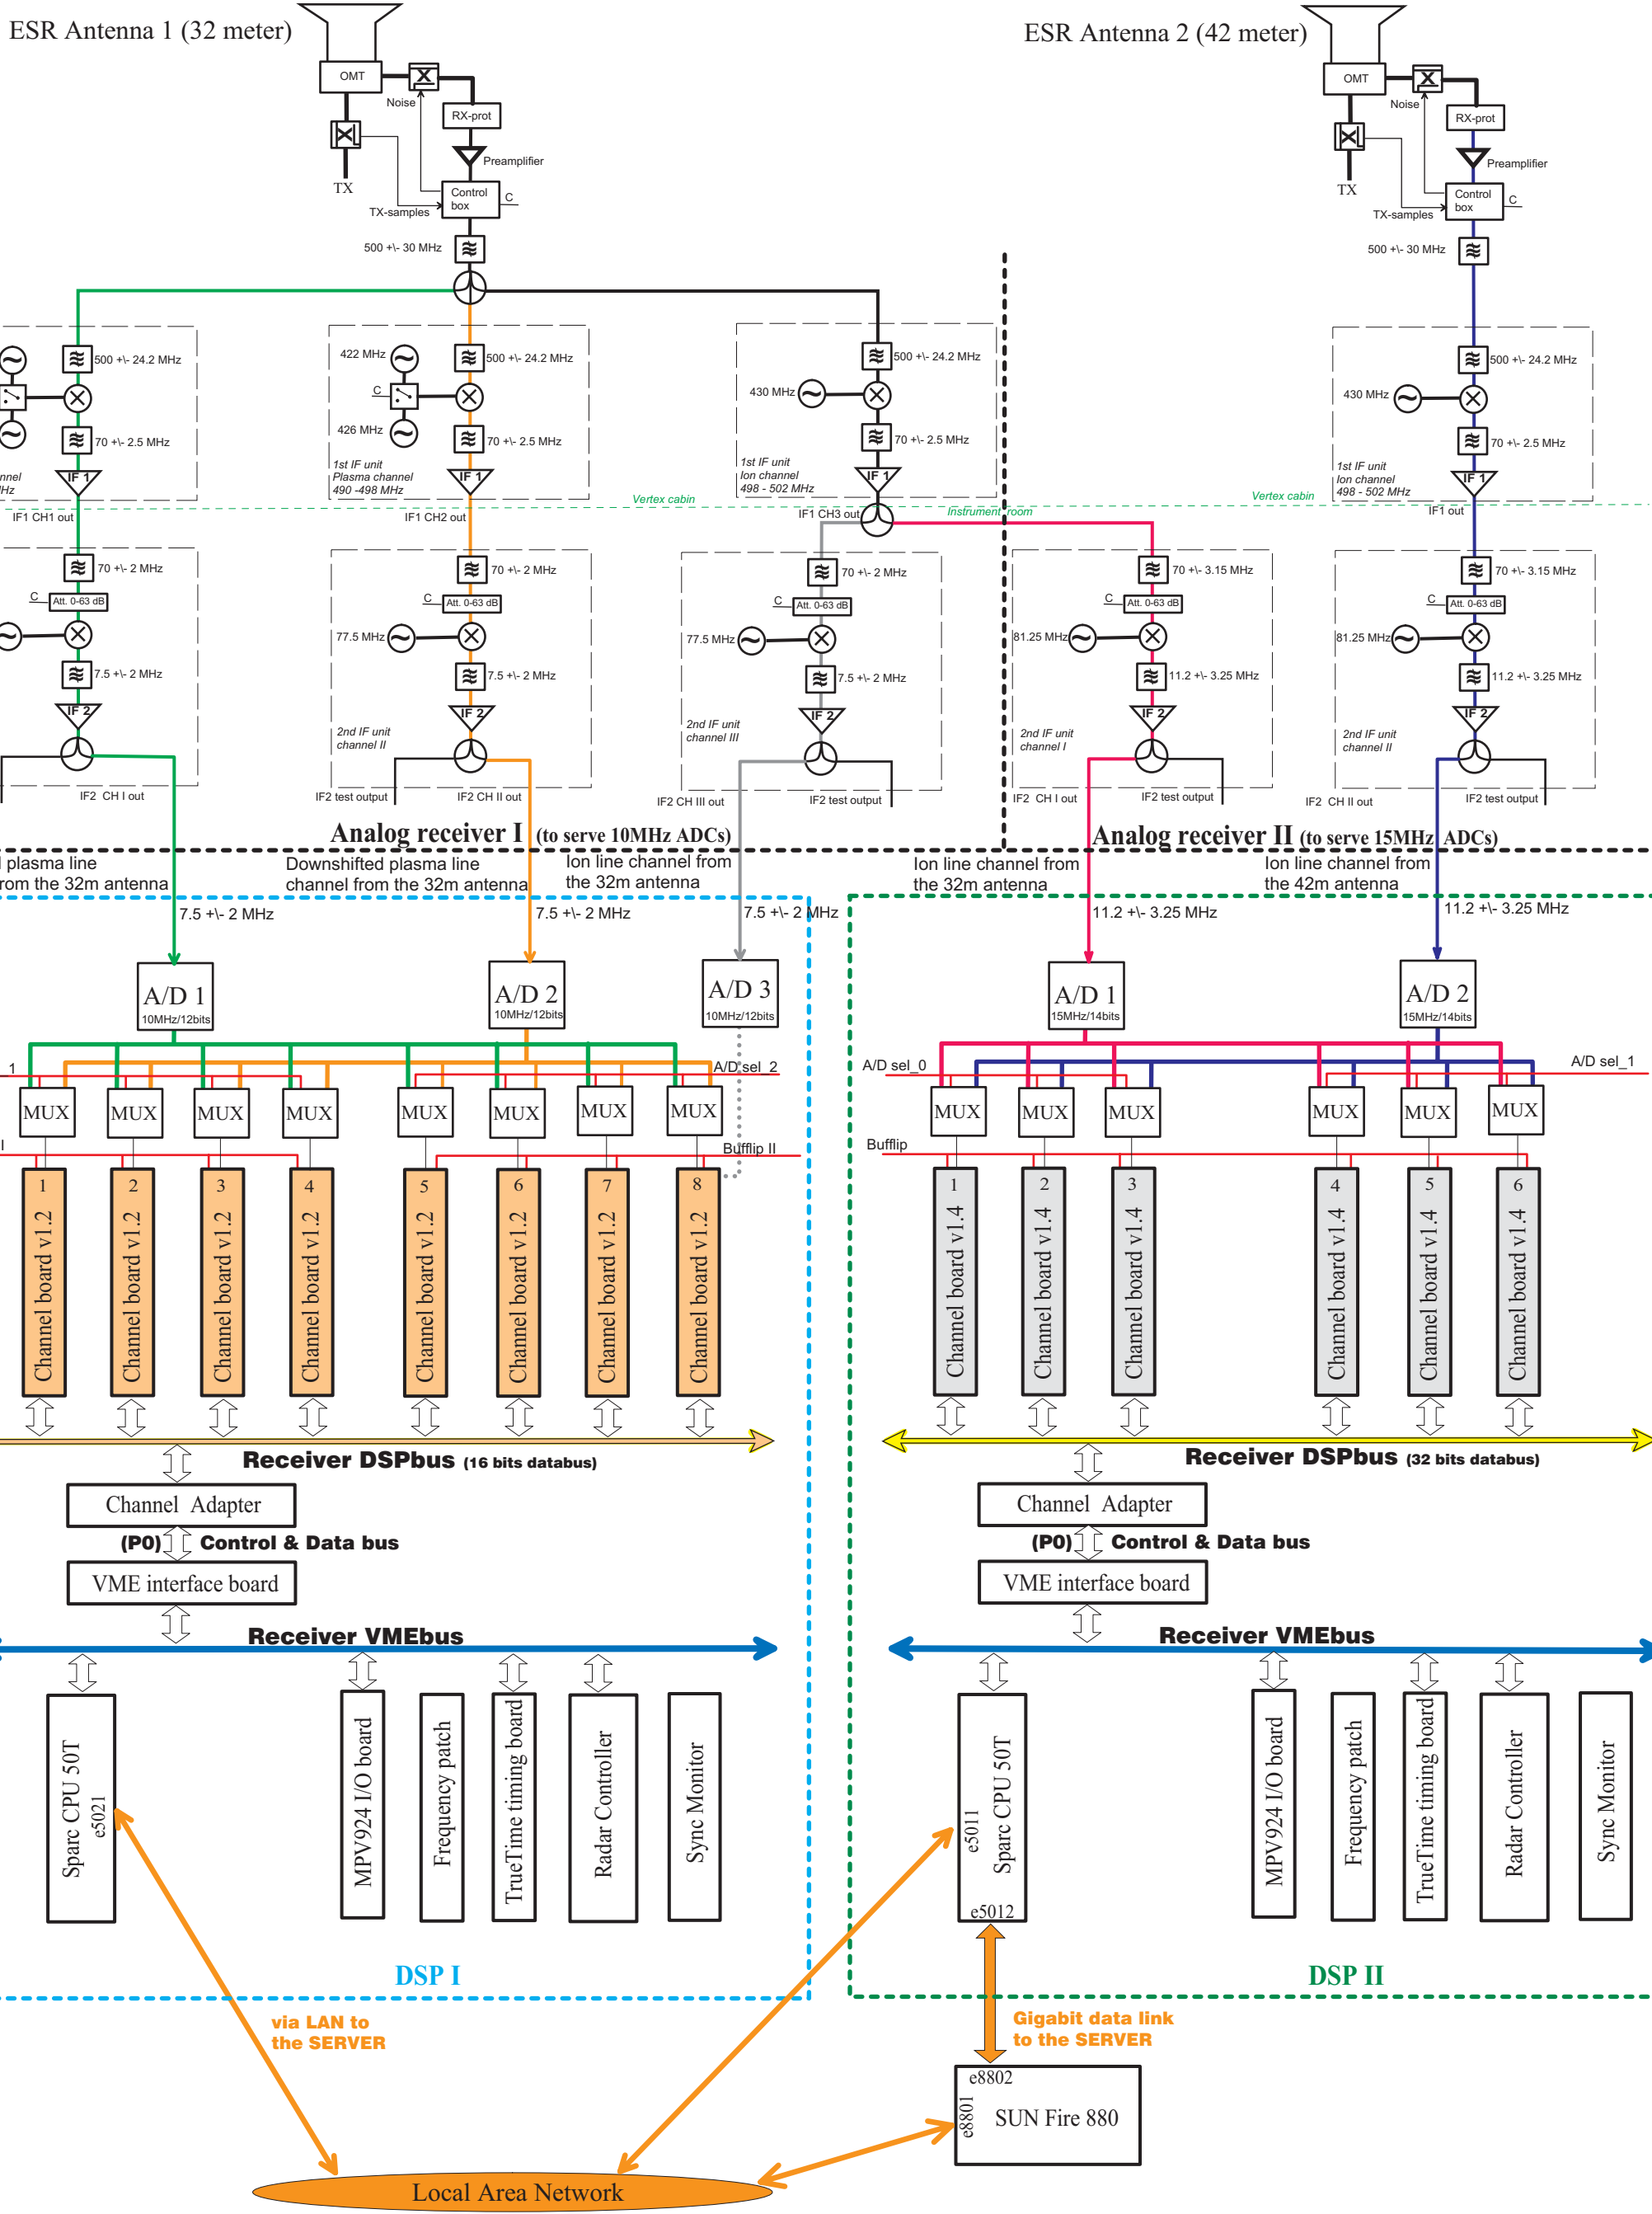 ESR Antenna 1 (32 meter)
OMT
Noise
RX-prot
Preamplifier
TX
Control
box
C
TX-samples
500 +\- 30 MHz
ESR Antenna 2 (42 meter)
OMT
Noise
RX-prot
Preamplifier
TX
Control
box
C
TX-samples
500 +\- 30 MHz
500 +\- 24.2 MHz
70 +\- 2.5 MHz
IF 1
nnel
Hz
IF1 CH1 out
422 MHz
500 +\- 24.2 MHz
C
426 MHz
70 +\- 2.5 MHz
1st IF unit
Plasma channel
490 -498 MHz
IF 1
IF1 CH2 out
500 +\- 24.2 MHz
430 MHz
70 +\- 2.5 MHz
1st IF unit
Ion channel
498 - 502 MHz
IF 1
Vertex cabin
IF1 CH3 out
Instrument room
500 +\- 24.2 MHz
430 MHz
70 +\- 2.5 MHz
1st IF unit
Ion channel
498 - 502 MHz
IF 1
Vertex cabin
IF1 out
70 +\- 2 MHz
C
Att. 0-63 dB
7.5 +\- 2 MHz
IF 2
IF2 CH I out
70 +\- 2 MHz
C
Att. 0-63 dB
77.5 MHz
7.5 +\- 2 MHz
IF 2
2nd IF unit
channel II
IF2 test output
IF2 CH II out
70 +\- 2 MHz
C
Att. 0-63 dB
77.5 MHz
7.5 +\- 2 MHz
IF 2
2nd IF unit
channel III
IF2 CH III out
IF2 test output
70 +\- 3.15 MHz
C
Att. 0-63 dB
81.25 MHz
11.2 +\- 3.25 MHz
IF 2
2nd IF unit
channel I
IF2 CH I out
IF2 test output
70 +\- 3.15 MHz
C
Att. 0-63 dB
81.25 MHz
11.2 +\- 3.25 MHz
IF 2
2nd IF unit
channel II
IF2 CH II out
IF2 test output
Analog receiver I (to serve 10MHz ADCs)
Analog receiver II (to serve 15MHz ADCs)
plasma line
rom the 32m antenna
Downshifted plasma line
channel from the 32m antenna
Ion line channel from
the 32m antenna
Ion line channel from
the 32m antenna
Ion line channel from
the 42m antenna
7.5 +\- 2 MHz
7.5 +\- 2 MHz
7.5 +\- 2 MHz
11.2 +\- 3.25 MHz
11.2 +\- 3.25 MHz
A/D 1
10MHz/12bits
A/D 2
10MHz/12bits
A/D 3
10MHz/12bits
A/D 1
15MHz/14bits
A/D 2
15MHz/14bits
1
A/D sel_2
A/D sel_0
A/D sel_1
MUX
MUX
MUX
MUX
MUX
MUX
MUX
MUX
MUX
MUX
MUX
MUX
MUX
MUX
I
Bufflip II
Bufflip
1
Channel board v1.2
2
Channel board v1.2
3
Channel board v1.2
4
Channel board v1.2
5
Channel board v1.2
6
Channel board v1.2
7
Channel board v1.2
8
Channel board v1.2
1
Channel board v1.4
2
Channel board v1.4
3
Channel board v1.4
4
Channel board v1.4
5
Channel board v1.4
6
Channel board v1.4
Receiver DSPbus (16 bits databus)
Receiver DSPbus (32 bits databus)
Channel Adapter
(P0) Control & Data bus
VME interface board
Channel Adapter
(P0) Control & Data bus
VME interface board
Receiver VMEbus
Receiver VMEbus
Sparc CPU 50T
e5021
MPV924 I/O board
Frequency patch
TrueTime timing board
Radar Controller
Sync Monitor
e5011
Sparc CPU 50T
e5012
MPV924 I/O board
Frequency patch
TrueTime timing board
Radar Controller
Sync Monitor
DSP I
DSP II
via LAN to
the SERVER
Gigabit data link
to the SERVER
e8802
e8801
SUN Fire 880
Local Area Network